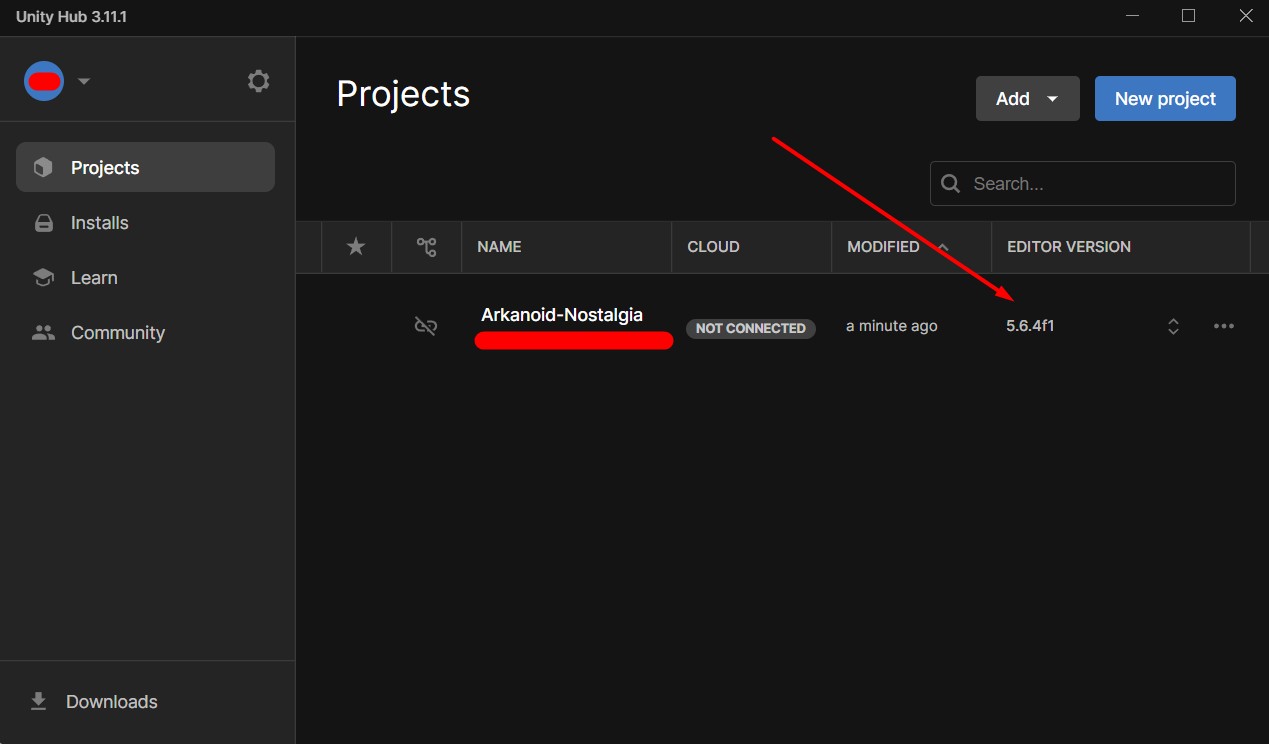 Unity Hub 3.11.1
Projects
Installs
Learn
Community
Downloads
Projects
Add
New project
Search...
NAME CLOUD MODIFIED EDITOR VERSION
Arkanoid-Nostalgia NOT CONNECTED a minute ago 5.6.4f1